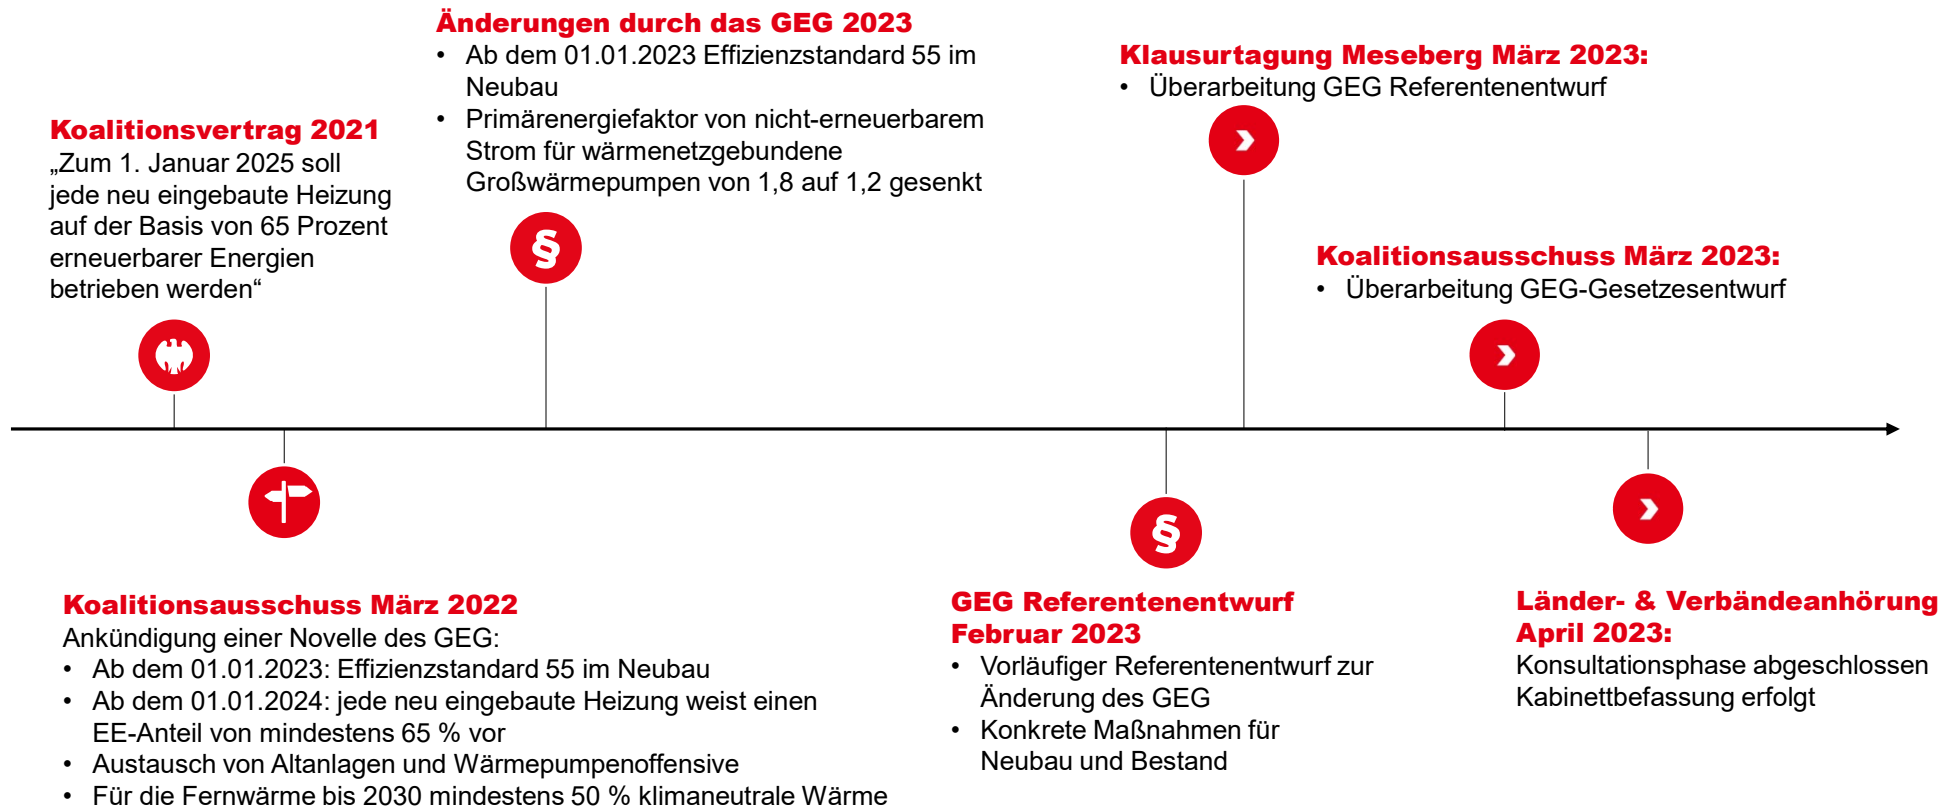 Koalitionsvertrag 2021
„Zum 1. Januar 2025 soll
jede neu eingebaute Heizung
auf der Basis von 65 Prozent
erneuerbarer Energien
betrieben werden“
Änderungen durch das GEG 2023
• Ab dem 01.01.2023 Effizienzstandard 55 im
Neubau
• Primärenergiefaktor von nicht-erneuerbarem
Strom für wärmenetzgebundene
Großwärmepumpen von 1,8 auf 1,2 gesenkt
§
Klausurtagung Meseberg März 2023:
• Überarbeitung GEG Referentenentwurf
Koalitionsausschuss März 2023:
• Überarbeitung GEG-Gesetzesentwurf
Koalitionsausschuss März 2022
Ankündigung einer Novelle des GEG:
• Ab dem 01.01.2023: Effizienzstandard 55 im Neubau
• Ab dem 01.01.2024: jede neu eingebaute Heizung weist einen
EE-Anteil von mindestens 65 % vor
• Austausch von Altanlagen und Wärmepumpenoffensive
• Für die Fernwärme bis 2030 mindestens 50 % klimaneutrale Wärme
§
GEG Referentenentwurf
Februar 2023
• Vorläufiger Referentenentwurf zur
Änderung des GEG
• Konkrete Maßnahmen für
Neubau und Bestand
Länder- & Verbändeanhörung
April 2023:
Konsultationsphase abgeschlossen
Kabinettbefassung erfolgt